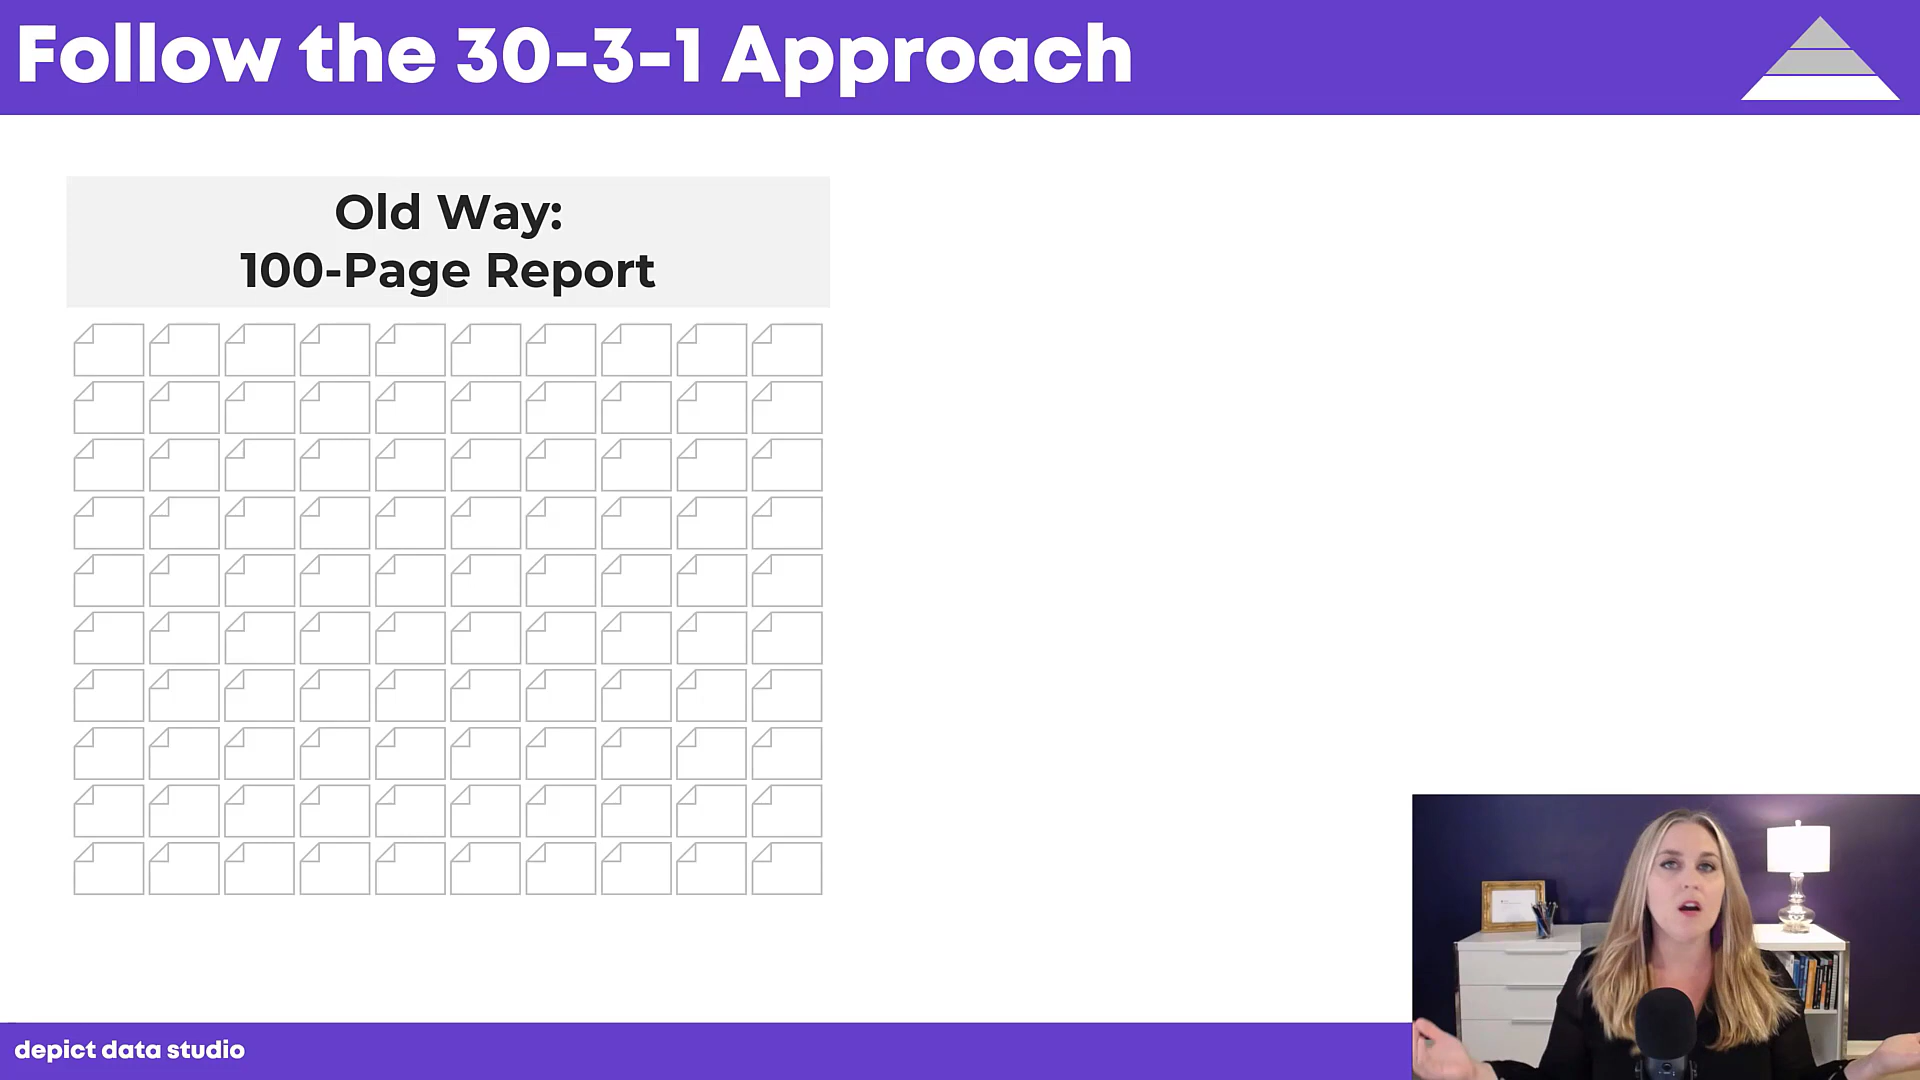 Follow the 30-3-1 Approach
Old Way:
100-Page Report
depict data studio